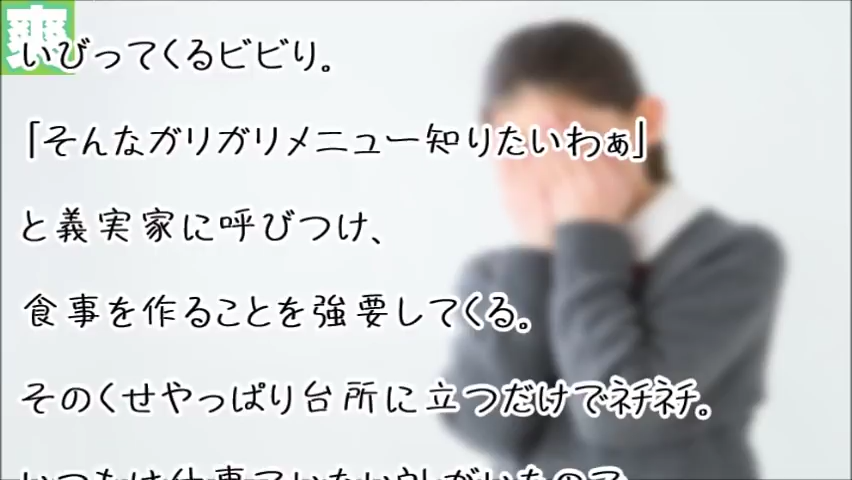 爽
いびってくるビビり。
「そんなガリガリメニュー知りたいわぁ」
と義実家に呼びつけ、
食事を作ることを強要してくる。
そのくせやっぱり台所に立つだけでネチネチ。